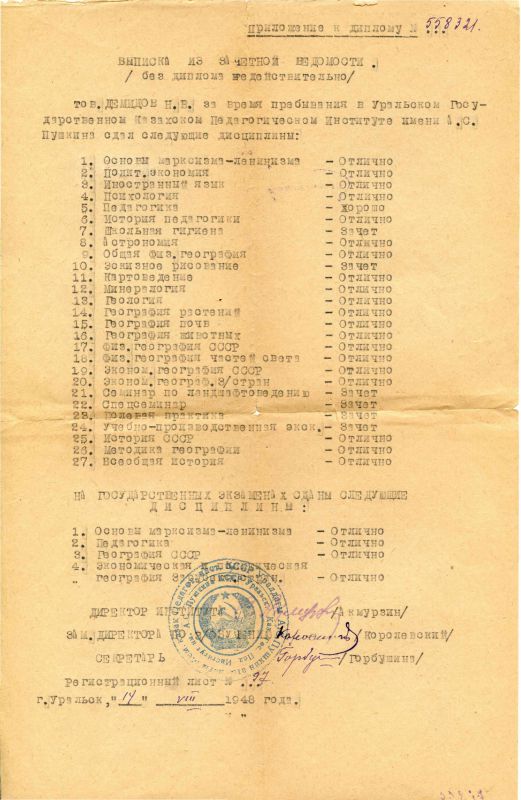 Приложение к диплому № 558321.
ВЫПИСКА ИЗ ЗАЧЕТНОЙ ВЕДОМОСТИ.
/ без диплома недействительно/
тов. ДЕМИДОВ Н.В. за время пребывания в Уральском Госу-
дарственном Казахском Педагогическом Институте имени А.С.
Пушкина сдал следующие дисциплины:
1. Основы марксизма-ленинизма - Отлично
2. Полит.экономия - Отлично
3. Иностранный язык - Отлично
4. Психология - Отлично
5. Педагогика - Хорошо
6. История педагогики - Отлично
7. Школьная гигиена - Зачет
8. Астрономия - Отлично
9. Общая физ.география - Отлично
10. Эскизное рисование - Зачет
11. Картоведение - Отлично
12. Минералогия - Отлично
13. Геология - Отлично
14. География растений - Отлично
15. География почв - Отлично
16. География животных - Отлично
17. Физ.география СССР - Отлично
18. Физ.география частей света - Отлично
19. Эконом.география СССР - Отлично
20. Эконом.географ.З/стран - Отлично
21. Семинар по ландшафтоведению - Зачет
22. Спецсеминар - Зачет
23. Полевая практика - Зачет
24. Учебно-производственная экск. - Зачет
25. История СССР - Отлично
26. Методика географии - Отлично
27. Всеобщая история - Отлично
НА ГОСУДАРСТВЕННЫХ ЭКЗАМЕНАХ СДАНЫ СЛЕДУЮЩИЕ
ДИСЦИПЛИНЫ:
1. Основы марксизма-ленинизма - Отлично
2. Педагогика - Отлично
3. География СССР - Отлично
4. Экономическая и
география - Отлично
ДИРЕКТОР ИНСТИТУТА /Акмурзин/
ЗАМ.ДИРЕКТОРА ПО /Королевский/
СЕКРЕТАРЬ Горбуш /Горбушина/
Регистрационный лист № 97.
г.Уральск, "14" VIII 1948 года.